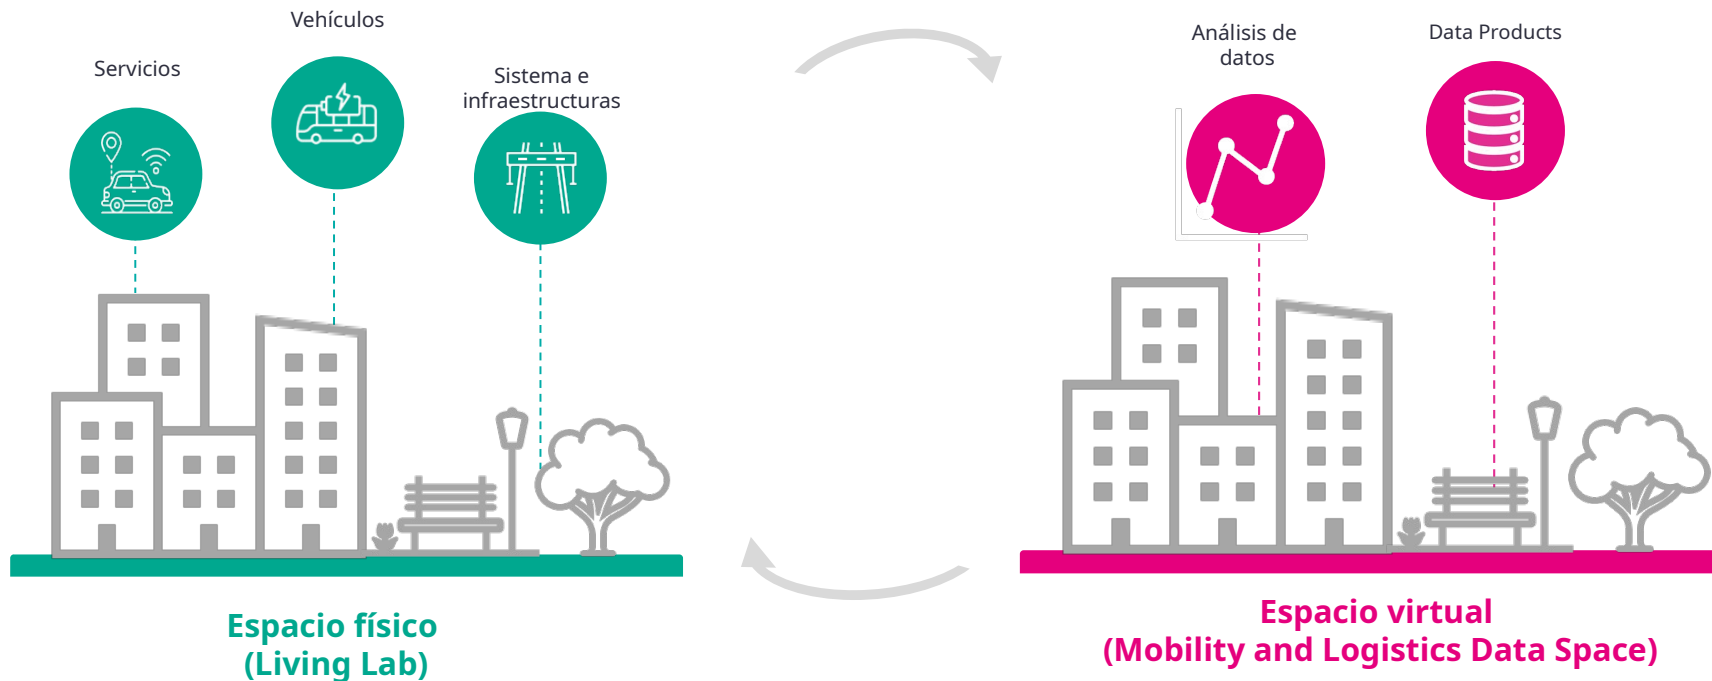 Servicios
Vehículos
Sistema e
infraestructuras
Análisis de
datos
Data Products
Espacio físico
(Living Lab)
Espacio virtual
(Mobility and Logistics Data Space)